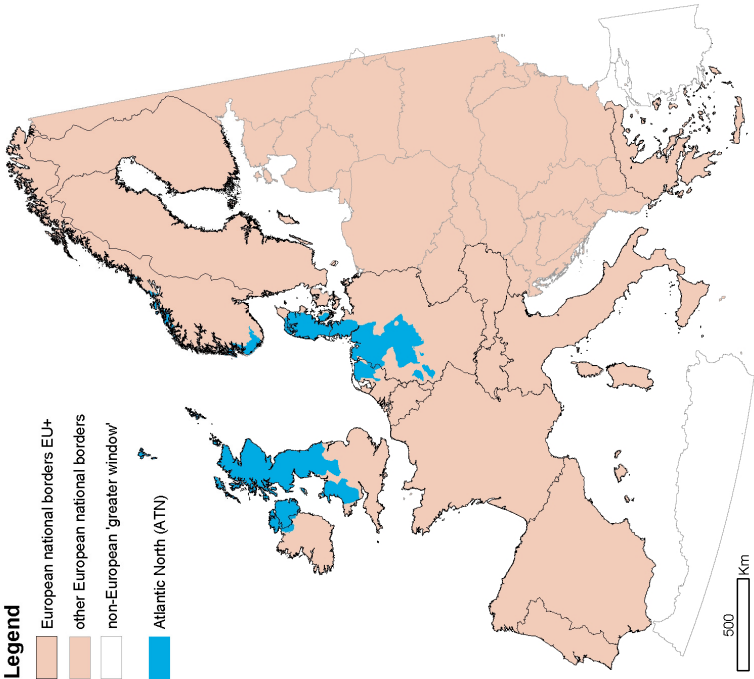 Legend
European national borders EU+
other European national borders
non-European 'greater window'
Atlantic North (ATN)
500
Km